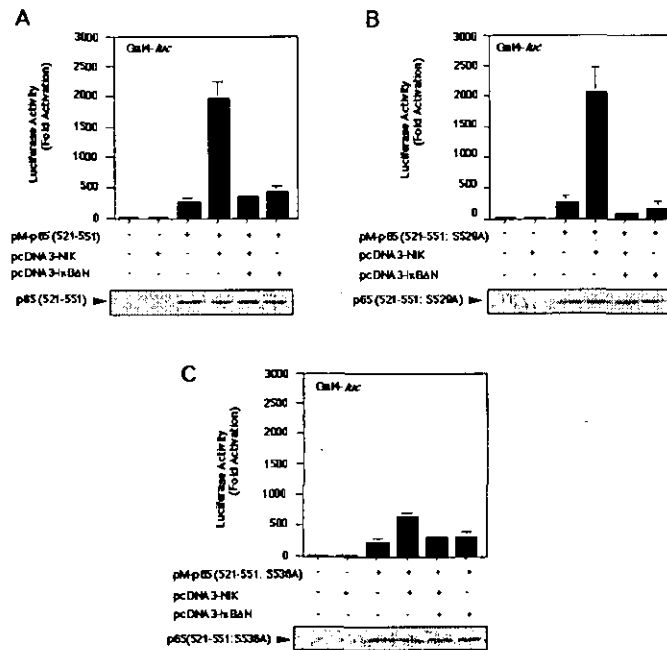 A
Gal4-luc
Luciferase Activity
(Fold Activation)
3000
2500
2000
1500
1000
500
0
pM-p65 (521-551) - - + + + +
pcDNA3-NIK - + - + + -
pcDNA3-IκBΔN - - - - + +
p65 (521-551)
B
Gal4-luc
Luciferase Activity
(Fold Activation)
3000
2500
2000
1500
1000
500
0
pM-p65 (521-551: S529A) - - + + + +
pcDNA3-NIK - + - + + -
pcDNA3-IκBΔN - - - - + +
p65 (521-551: S529A)
C
Gal4-luc
Luciferase Activity
(Fold Activation)
3000
2500
2000
1500
1000
500
0
pM-p65 (521-551: S536A) - - + + + +
pcDNA3-NIK - + - + + -
pcDNA3-IκBΔN - - - - + +
p65(521-551:S536A)